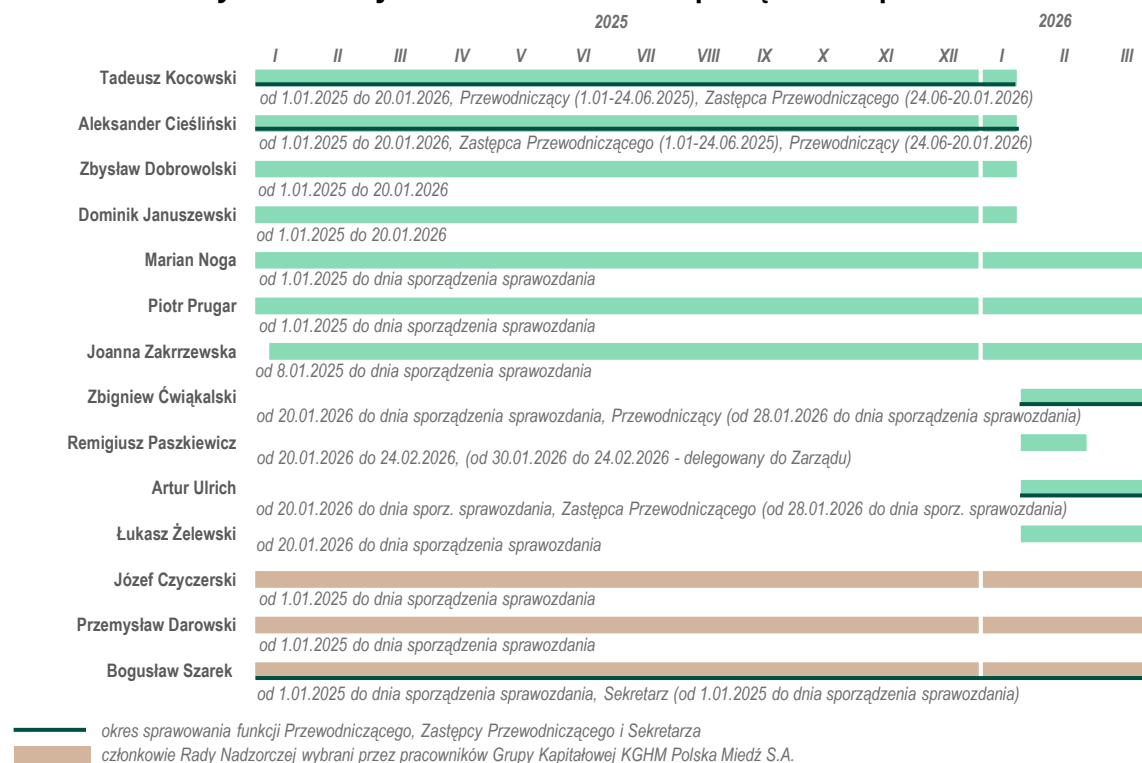 2025 2026
I II III IV V VI VII VIII IX X XI XII I II III
Tadeusz Kocowski
od 1.01.2025 do 20.01.2026, Przewodniczący (1.01-24.06.2025), Zastępca Przewodniczącego (24.06-20.01.2026)
Aleksander Cieśliński
od 1.01.2025 do 20.01.2026, Zastępca Przewodniczącego (1.01-24.06.2025), Przewodniczący (24.06-20.01.2026)
Zbysław Dobrowolski
od 1.01.2025 do 20.01.2026
Dominik Januszewski
od 1.01.2025 do 20.01.2026
Marian Noga
od 1.01.2025 do dnia sporządzenia sprawozdania
Piotr Prugar
od 1.01.2025 do dnia sporządzenia sprawozdania
Joanna Zakrrzewska
od 8.01.2025 do dnia sporządzenia sprawozdania
Zbigniew Ćwiąkalski
od 20.01.2026 do dnia sporządzenia sprawozdania, Przewodniczący (od 28.01.2026 do dnia sporządzenia sprawozdania)
Remigiusz Paszkiewicz
od 20.01.2026 do 24.02.2026, (od 30.01.2026 do 24.02.2026 - delegowany do Zarządu)
Artur Ulrich
od 20.01.2026 do dnia sporz. sprawozdania, Zastępca Przewodniczącego (od 28.01.2026 do dnia sporz. sprawozdania)
Łukasz Żelewski
od 20.01.2026 do dnia sporządzenia sprawozdania
Józef Czyczerski
od 1.01.2025 do dnia sporządzenia sprawozdania
Przemysław Darowski
od 1.01.2025 do dnia sporządzenia sprawozdania
Bogusław Szarek
od 1.01.2025 do dnia sporządzenia sprawozdania, Sekretarz (od 1.01.2025 do dnia sporządzenia sprawozdania)
okres sprawowania funkcji Przewodniczącego, Zastępcy Przewodniczącego i Sekretarza
członkowie Rady Nadzorczej wybrani przez pracowników Grupy Kapitałowej KGHM Polska Miedź S.A.